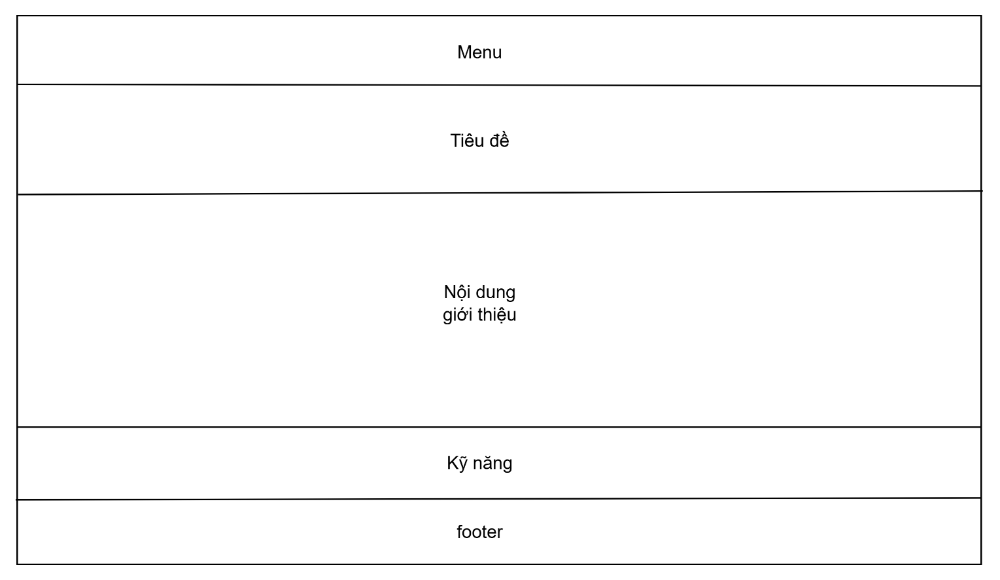 Menu
Tiêu đề
Nội dung
giới thiệu
Kỹ năng
footer